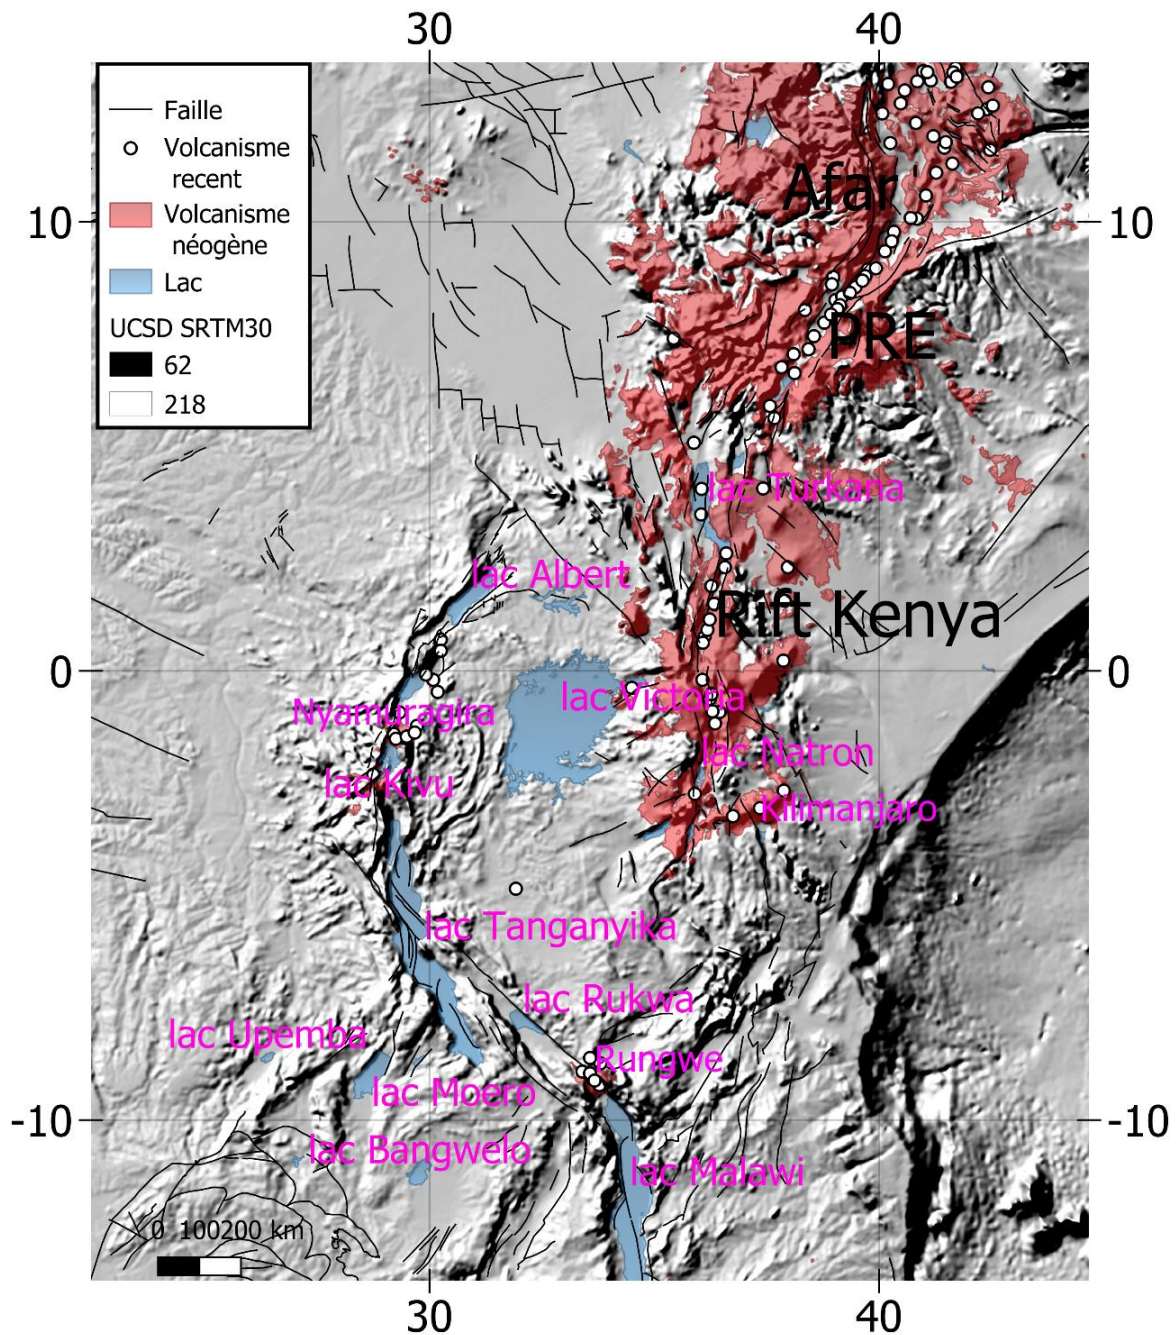 30
40
Faille
Volcanisme
recent
Volcanisme
néogène
Lac
UCSD SRTM30
62
218
Afar
10
10
PRE
lac Turkana
lac Albert
Rift Kenya
0
0
lac Victoria
Nyamuragira
lac Natron
lac Kivu
Kilimanjaro
lac Tanganyika
lac Rukwa
lac Upemba
Rungwe
lac Moero
-10
-10
lac Bangwelo
lac Malawi
0 100200 km
30
40